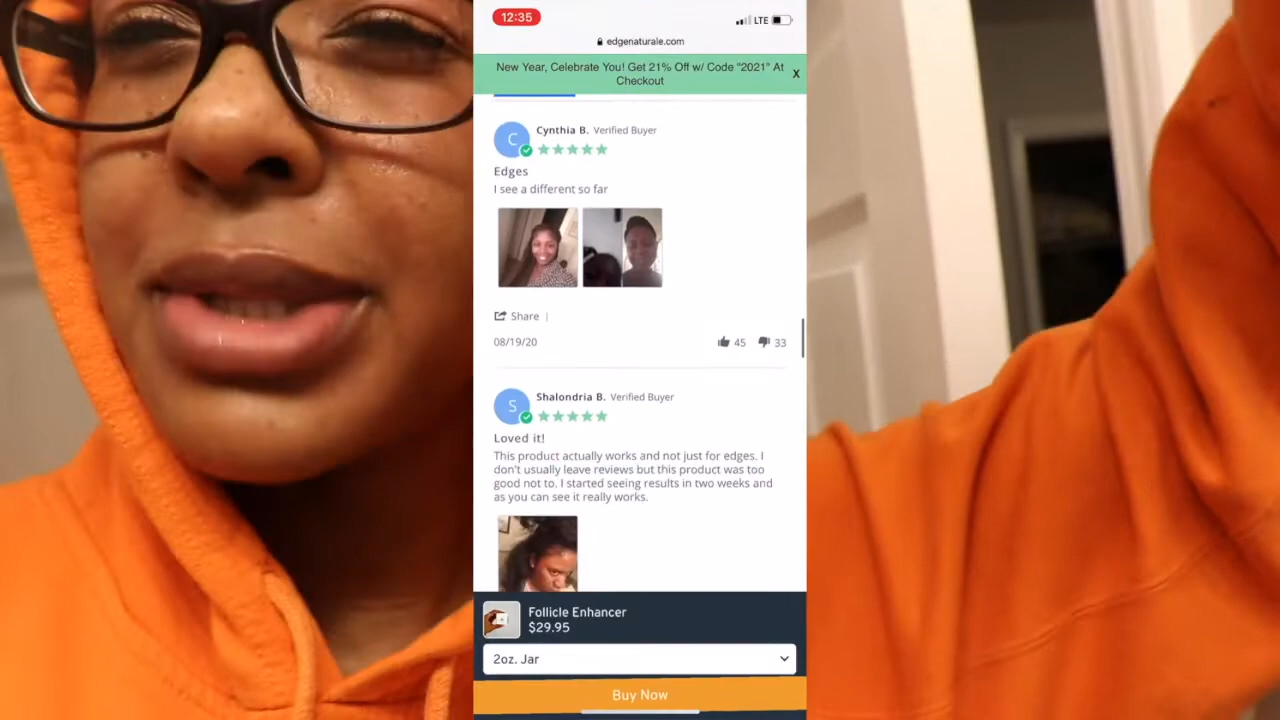 12:35
LTE
edgenaturale.com
New Year, Celebrate You! Get 21% Off w/ Code "2021" At
Checkout
X
C
Cynthia B. Verified Buyer
Edges
I see a different so far
Share |
08/19/20
45
33
S
Shalondria B. Verified Buyer
Loved it!
This product actually works and not just for edges. I
don't usually leave reviews but this product was too
good not to. I started seeing results in two weeks and
as you can see it really works.
Follicle Enhancer
$29.95
2oz. Jar
Buy Now